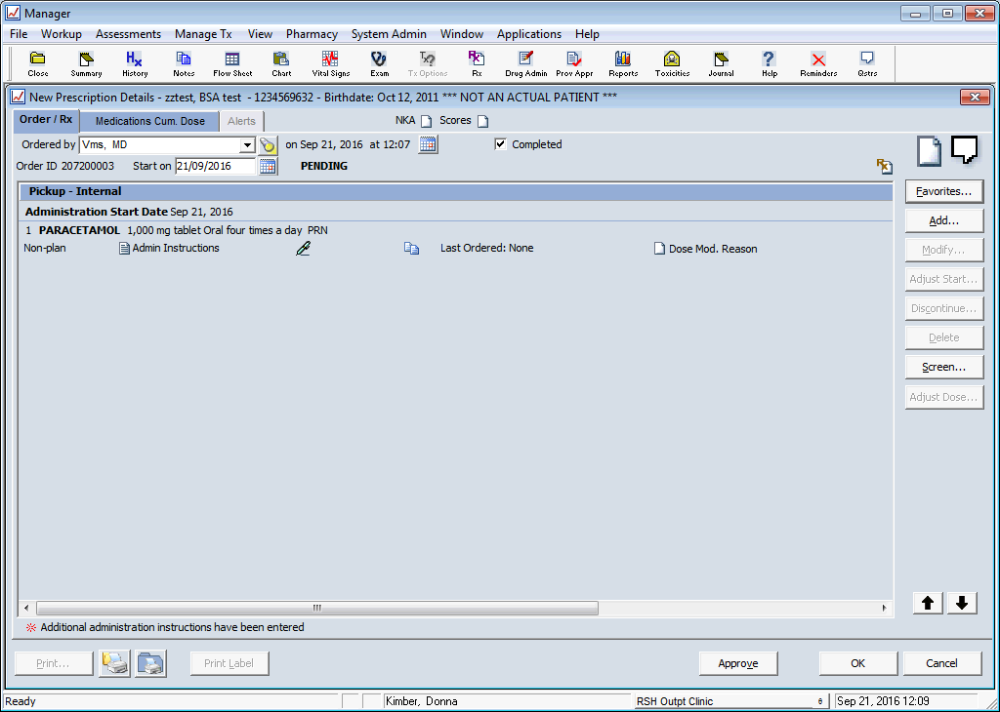 Manager
File Workup Assessments Manage Tx View Pharmacy System Admin Window Applications Help
Close Summary History Notes Flow Sheet Chart Vital Signs Exam Tx Options Rx Drug Admin Prov Appr Reports Toxicities Journal Help Reminders Qstrs
New Prescription Details - zztest, BSA test - 1234569632 - Birthdate: Oct 12, 2011 *** NOT AN ACTUAL PATIENT ***
Order / Rx Medications Cum. Dose Alerts NKA Scores
Ordered by Vms, MD on Sep 21, 2016 at 12:07 Completed
Order ID 207200003 Start on 21/09/2016 PENDING
Pickup - Internal
Favorites...
Administration Start Date Sep 21, 2016
Add...
1 PARACETAMOL 1,000 mg tablet Oral four times a day PRN
Non-plan Admin Instructions Last Ordered: None Dose Mod. Reason
Modify...
Adjust Start...
Discontinue...
Delete
Screen...
Adjust Dose...
Additional administration instructions have been entered
Print... Print Label Approve OK Cancel
Ready Kimber, Donna RSH Outpt Clinic Sep 21, 2016 12:09